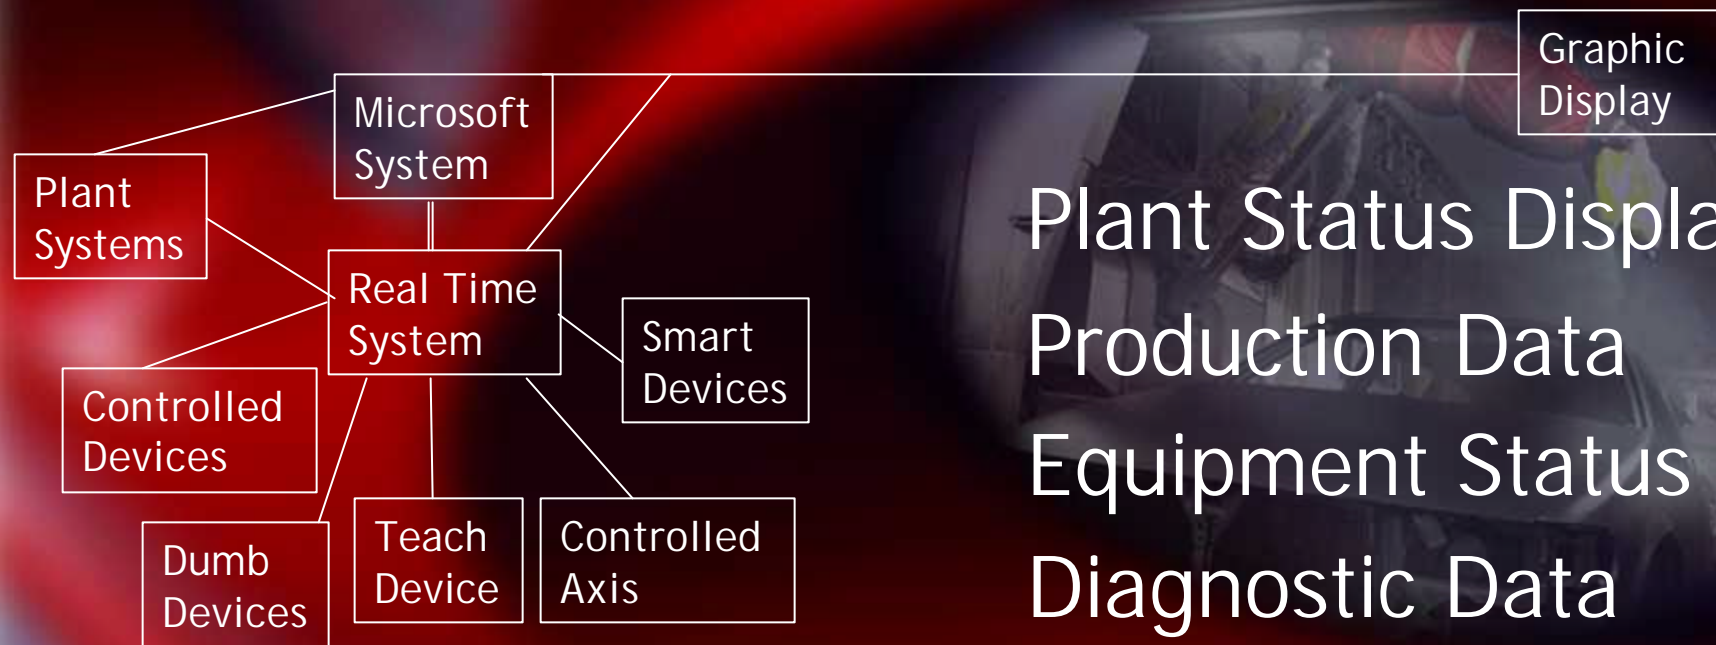 Graphic
Display
Microsoft
System
Plant
Systems
Real Time
System
Smart
Devices
Controlled
Devices
Dumb
Devices
Teach
Device
Controlled
Axis
Plant Status Displa
Production Data
Equipment Status
Diagnostic Data